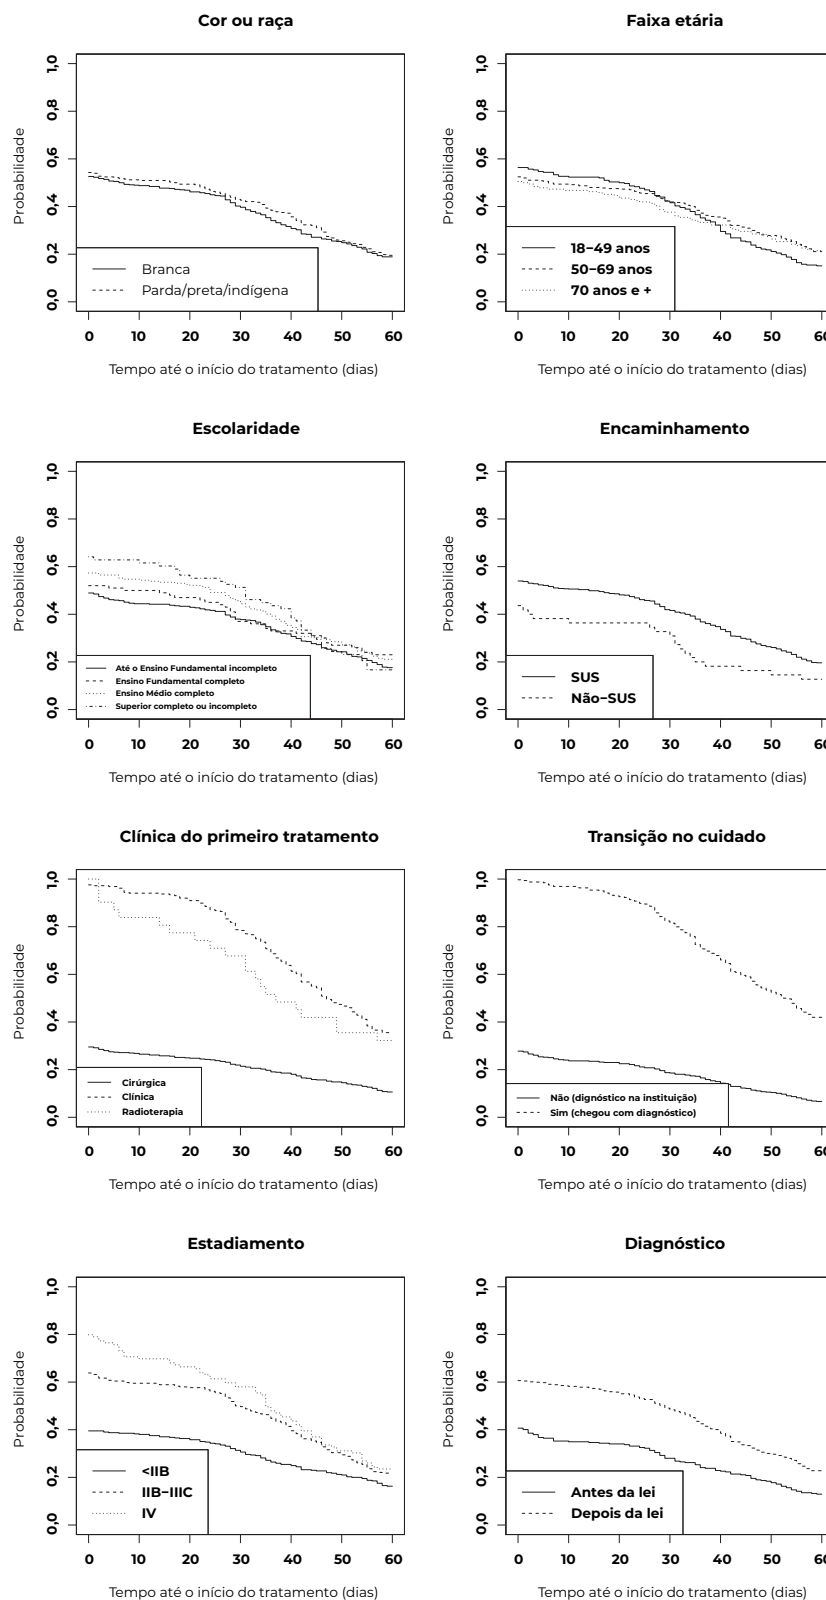 Cor ou raça
Probabilidade
1,0
0,8
0,6
0,4
0,2
0,0
Branca
Parda/preta/indígena
0 10 20 30 40 50 60
Tempo até o início do tratamento (dias)
Faixa etária
Probabilidade
1,0
0,8
0,6
0,4
0,2
0,0
18–49 anos
50–69 anos
70 anos e +
0 10 20 30 40 50 60
Tempo até o início do tratamento (dias)
Escolaridade
Probabilidade
1,0
0,8
0,6
0,4
0,2
0,0
Até o Ensino Fundamental incompleto
Ensino Fundamental completo
Ensino Médio completo
Superior completo ou incompleto
0 10 20 30 40 50 60
Tempo até o início do tratamento (dias)
Encaminhamento
Probabilidade
1,0
0,8
0,6
0,4
0,2
0,0
SUS
Não–SUS
0 10 20 30 40 50 60
Tempo até o início do tratamento (dias)
Clínica do primeiro tratamento
Probabilidade
1,0
0,8
0,6
0,4
0,2
0,0
Cirúrgica
Clínica
Radioterapia
0 10 20 30 40 50 60
Tempo até o início do tratamento (dias)
Transição no cuidado
Probabilidade
1,0
0,8
0,6
0,4
0,2
0,0
Não (dignóstico na instituição)
Sim (chegou com diagnóstico)
0 10 20 30 40 50 60
Tempo até o início do tratamento (dias)
Estadiamento
Probabilidade
1,0
0,8
0,6
0,4
0,2
0,0
<IIB
IIB–IIIC
IV
0 10 20 30 40 50 60
Tempo até o início do tratamento (dias)
Diagnóstico
Probabilidade
1,0
0,8
0,6
0,4
0,2
0,0
Antes da lei
Depois da lei
0 10 20 30 40 50 60
Tempo até o início do tratamento (dias)